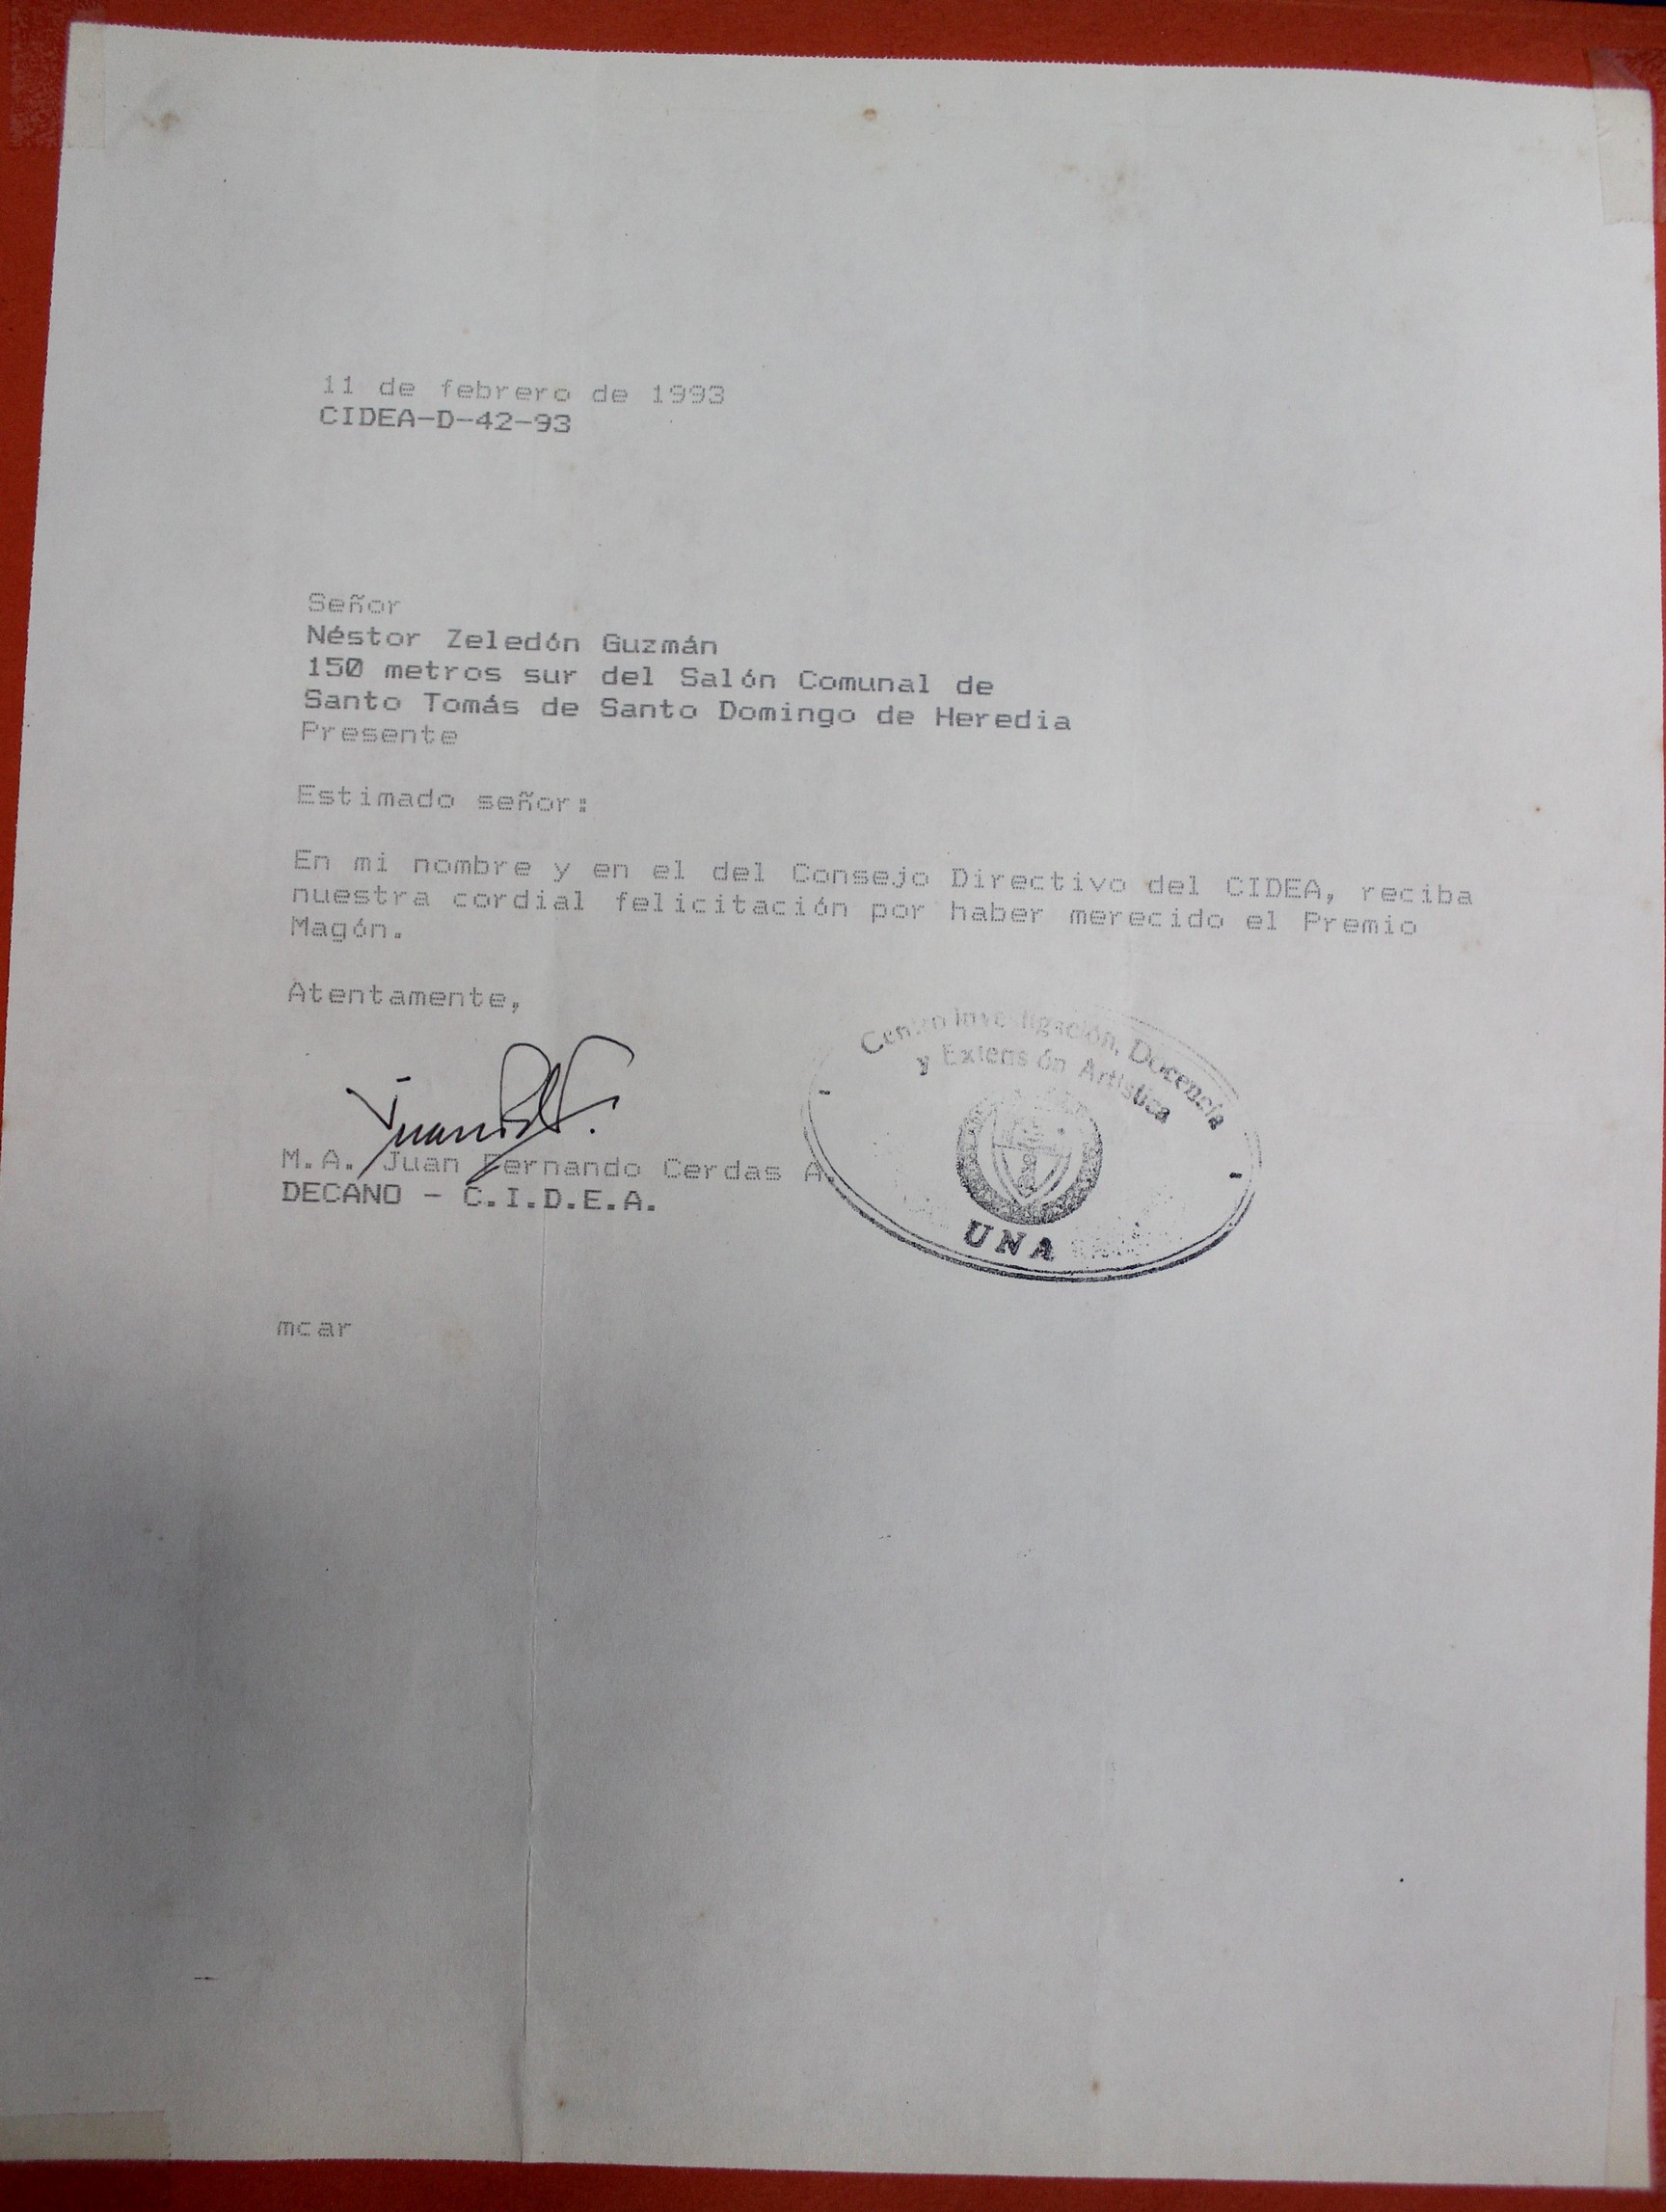 11 de febrero de 1993
CIDEA-D-42-93
Señor
Néstor Zeledón Guzmán
150 metros sur del Salón Comunal de
Santo Tomás de Santo Domingo de Heredia
Presente
Estimado señor:
En mi nombre y en el del Consejo Directivo del CIDEA, reciba
nuestra cordial felicitación por haber merecido el Premio
Magón.
Atentamente,
M.A. Juan Fernando Cerdas A.
DECANO - C.I.D.E.A.
Centro Investigación, Docencia
y Extensión Artística
UNA
mcar